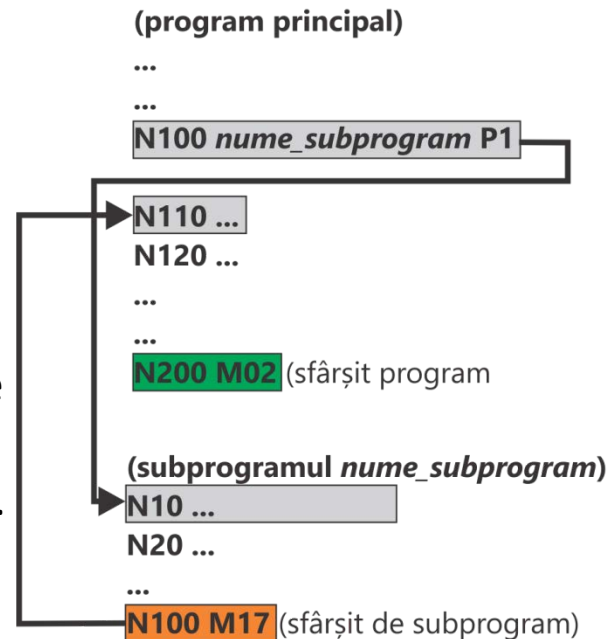 (program principal)
...
...
N100 nume_subprogram P1
N110 ...
N120 ...
...
...
N200 M02 (sfârșit program
e
(subprogramul nume_subprogram)
.
N10 ...
N20 ...
...
N100 M17 (sfârșit de subprogram)